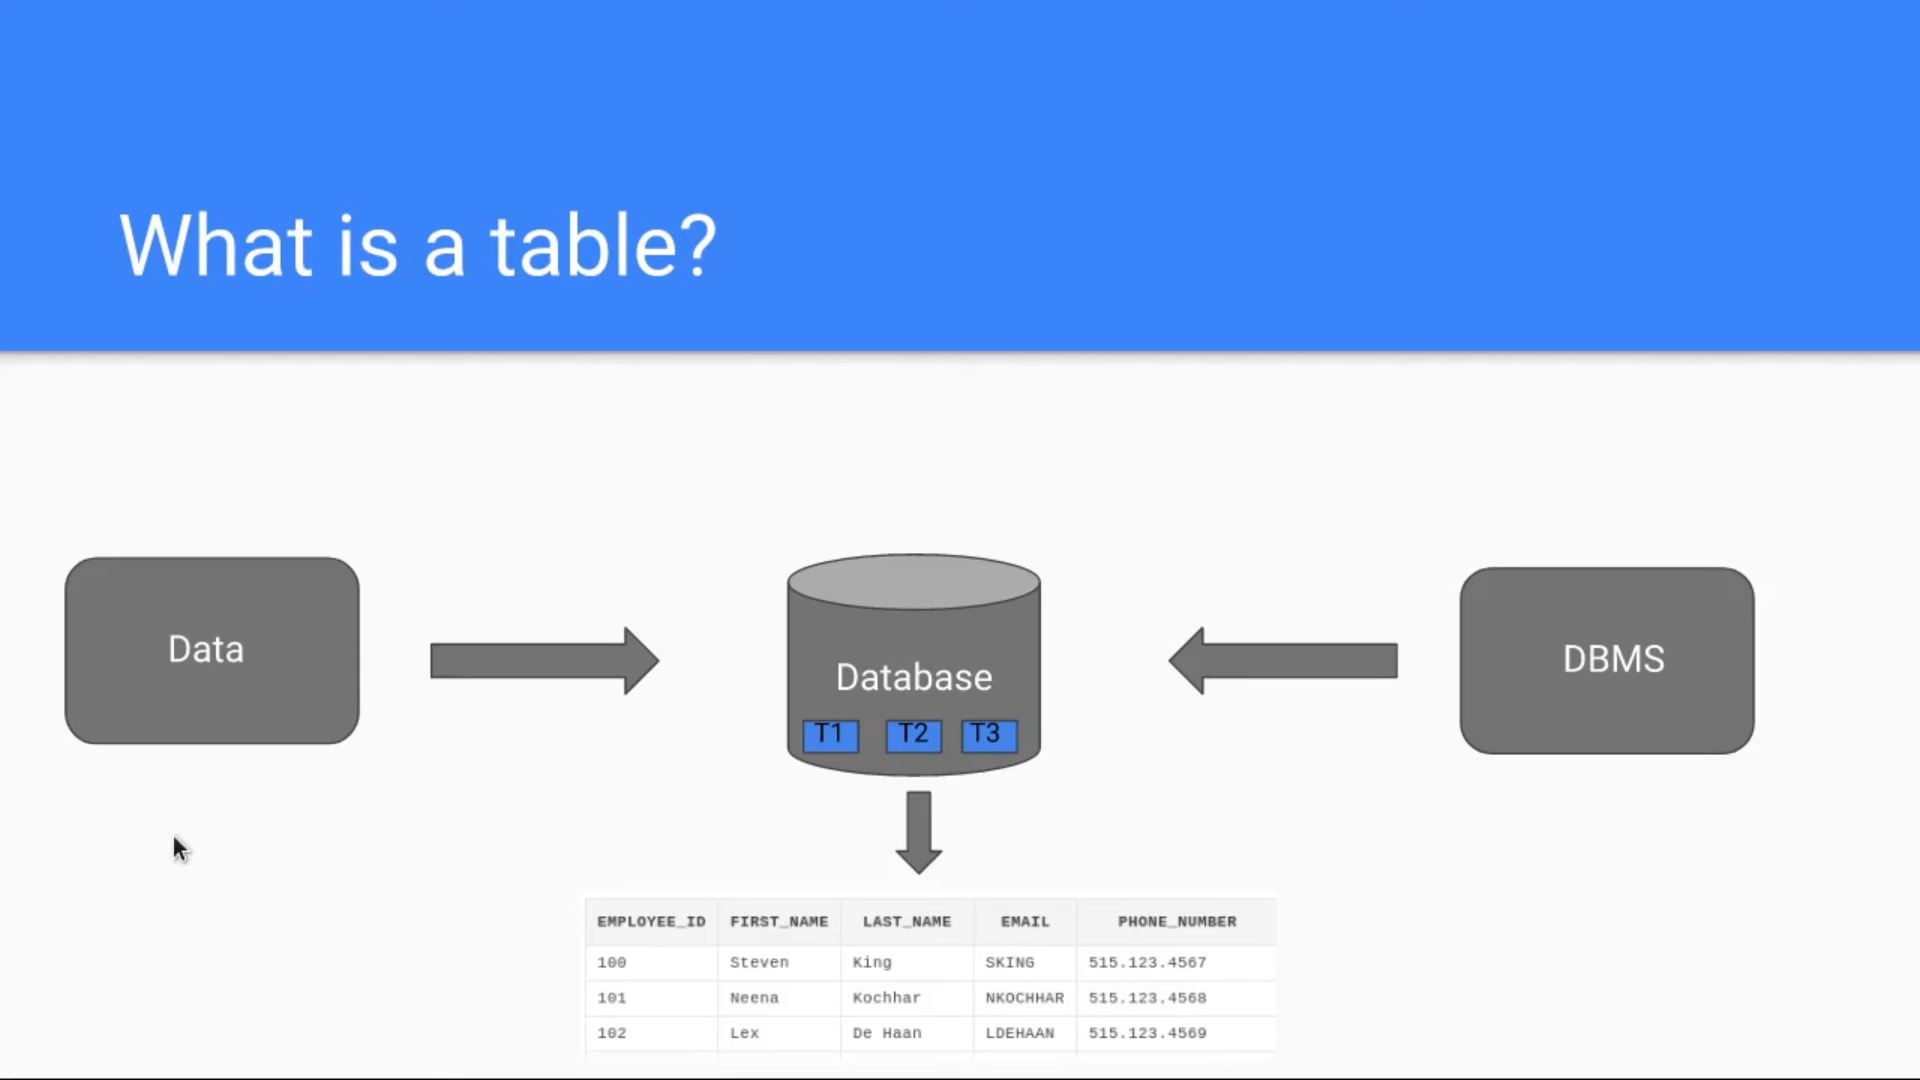 What is a table?
Data
Database
DBMS
T1 T2 T3
EMPLOYEE_ID FIRST_NAME LAST_NAME EMAIL PHONE_NUMBER
100 Steven King SKING 515.123.4567
101 Neena Kochhar NKOCHHAR 515.123.4568
102 Lex De Haan LDEHAAN 515.123.4569